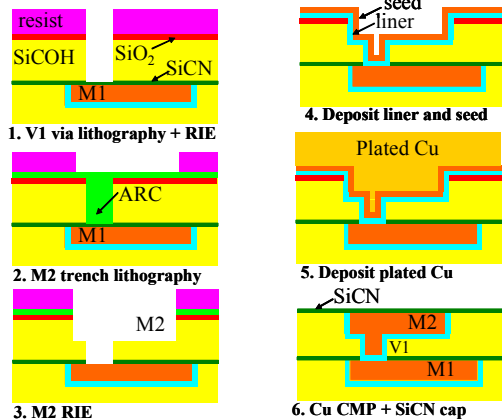 resist
SiCOH
SiO2
SiCN
M1
1. V1 via lithography + RIE
ARC
M1
2. M2 trench lithography
M2
3. M2 RIE
seed
liner
4. Deposit liner and seed
Plated Cu
5. Deposit plated Cu
SiCN
M2
V1
M1
6. Cu CMP + SiCN cap